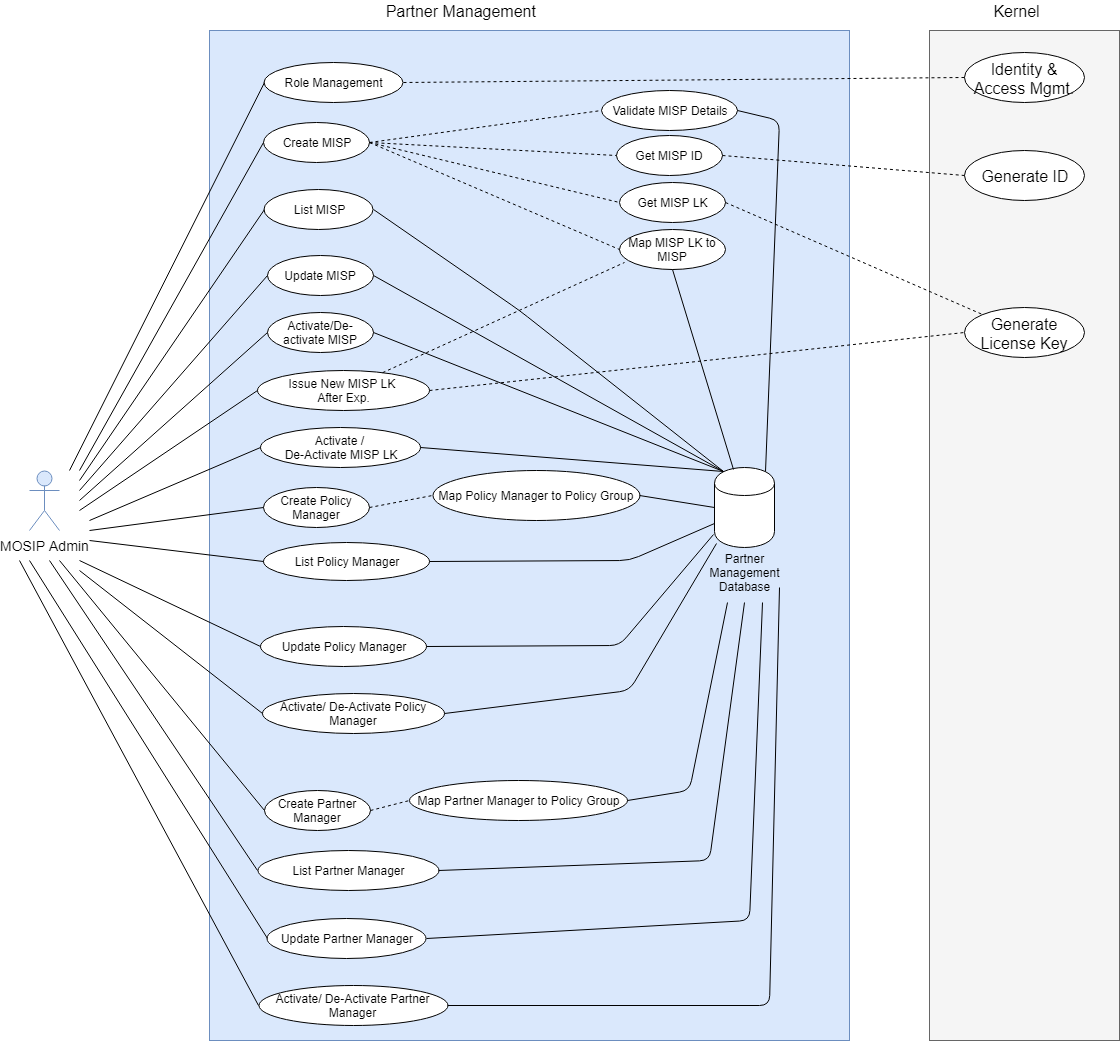 Partner Management
Kernel
Role Management
Identity &
Access Mgmt.
Validate MISP Details
Create MISP
Get MISP ID
Generate ID
List MISP
Get MISP LK
Map MISP LK to
MISP
Update MISP
Activate/De-
activate MISP
Generate
License Key
Issue New MISP LK
After Exp.
Activate /
De-Activate MISP LK
Create Policy
Manager
Map Policy Manager to Policy Group
MOSIP Admin
List Policy Manager
Partner
Management
Database
Update Policy Manager
Activate/ De-Activate Policy
Manager
Create Partner
Manager
Map Partner Manager to Policy Group
List Partner Manager
Update Partner Manager
Activate/ De-Activate Partner
Manager